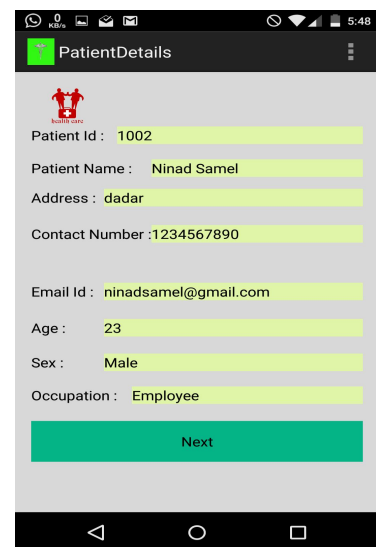 0
KB/s
5:48
PatientDetails
health care
Patient Id : 1002
Patient Name : Ninad Samel
Address : dadar
Contact Number :1234567890
Email Id : ninadsamel@gmail.com
Age : 23
Sex : Male
Occupation : Employee
Next